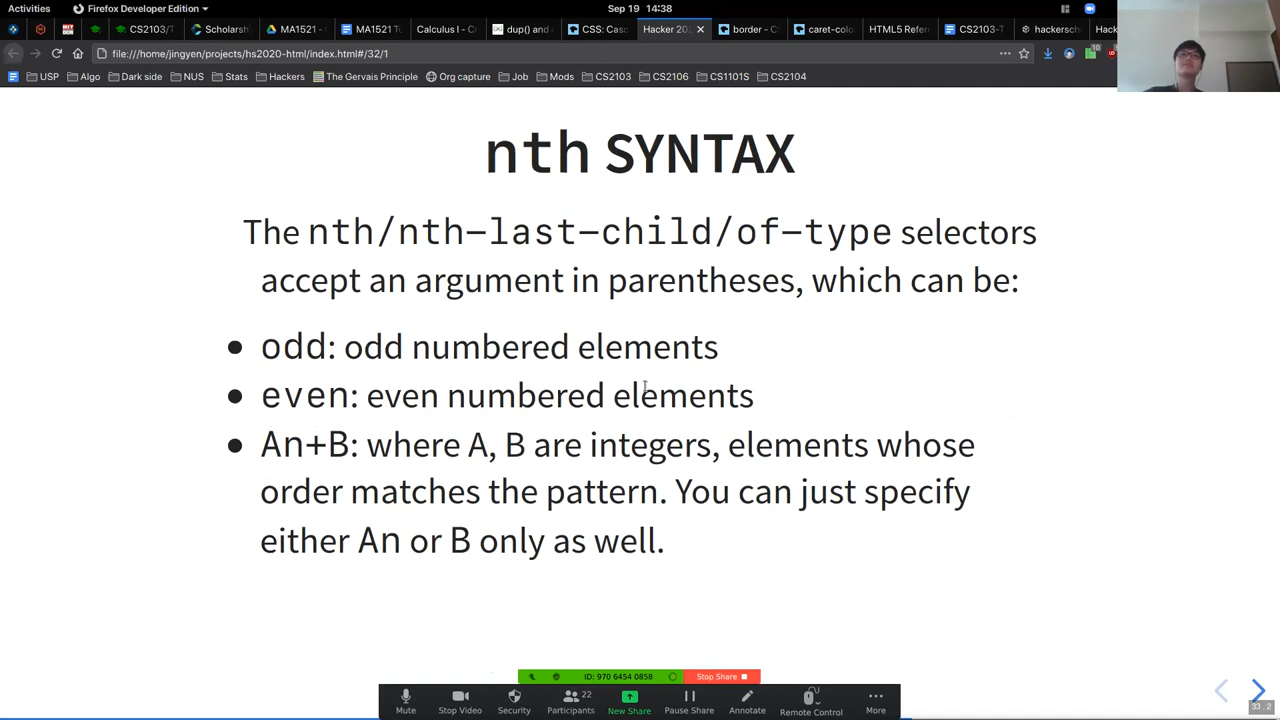 Activities
Firefox Developer Edition
Sep 19 14:38
CS2103/T
Scholarsh
MA1521 -
MA1521 To
Calculus I - C
dup() and
CSS: Casc
Hacker 20
border - C
caret-colo
HTML5 Refer
CS2103-T
hackersch
Hack
file:///home/jingyen/projects/hs2020-html/index.html#/32/1
USP
Algo
Dark side
NUS
Stats
Hackers
The Gervais Principle
Org capture
Job
Mods
CS2103
CS2106
CS1101S
CS2104
nth SYNTAX
The nth/nth-last-child/of-type selectors
accept an argument in parentheses, which can be:
• odd: odd numbered elements
• even: even numbered elements
• An+B: where A, B are integers, elements whose
order matches the pattern. You can just specify
either An or B only as well.
ID: 970 6454 0858
Stop Share
Mute
Stop Video
Security
22
Participants
New Share
Pause Share
Annotate
Remote Control
More
33.2